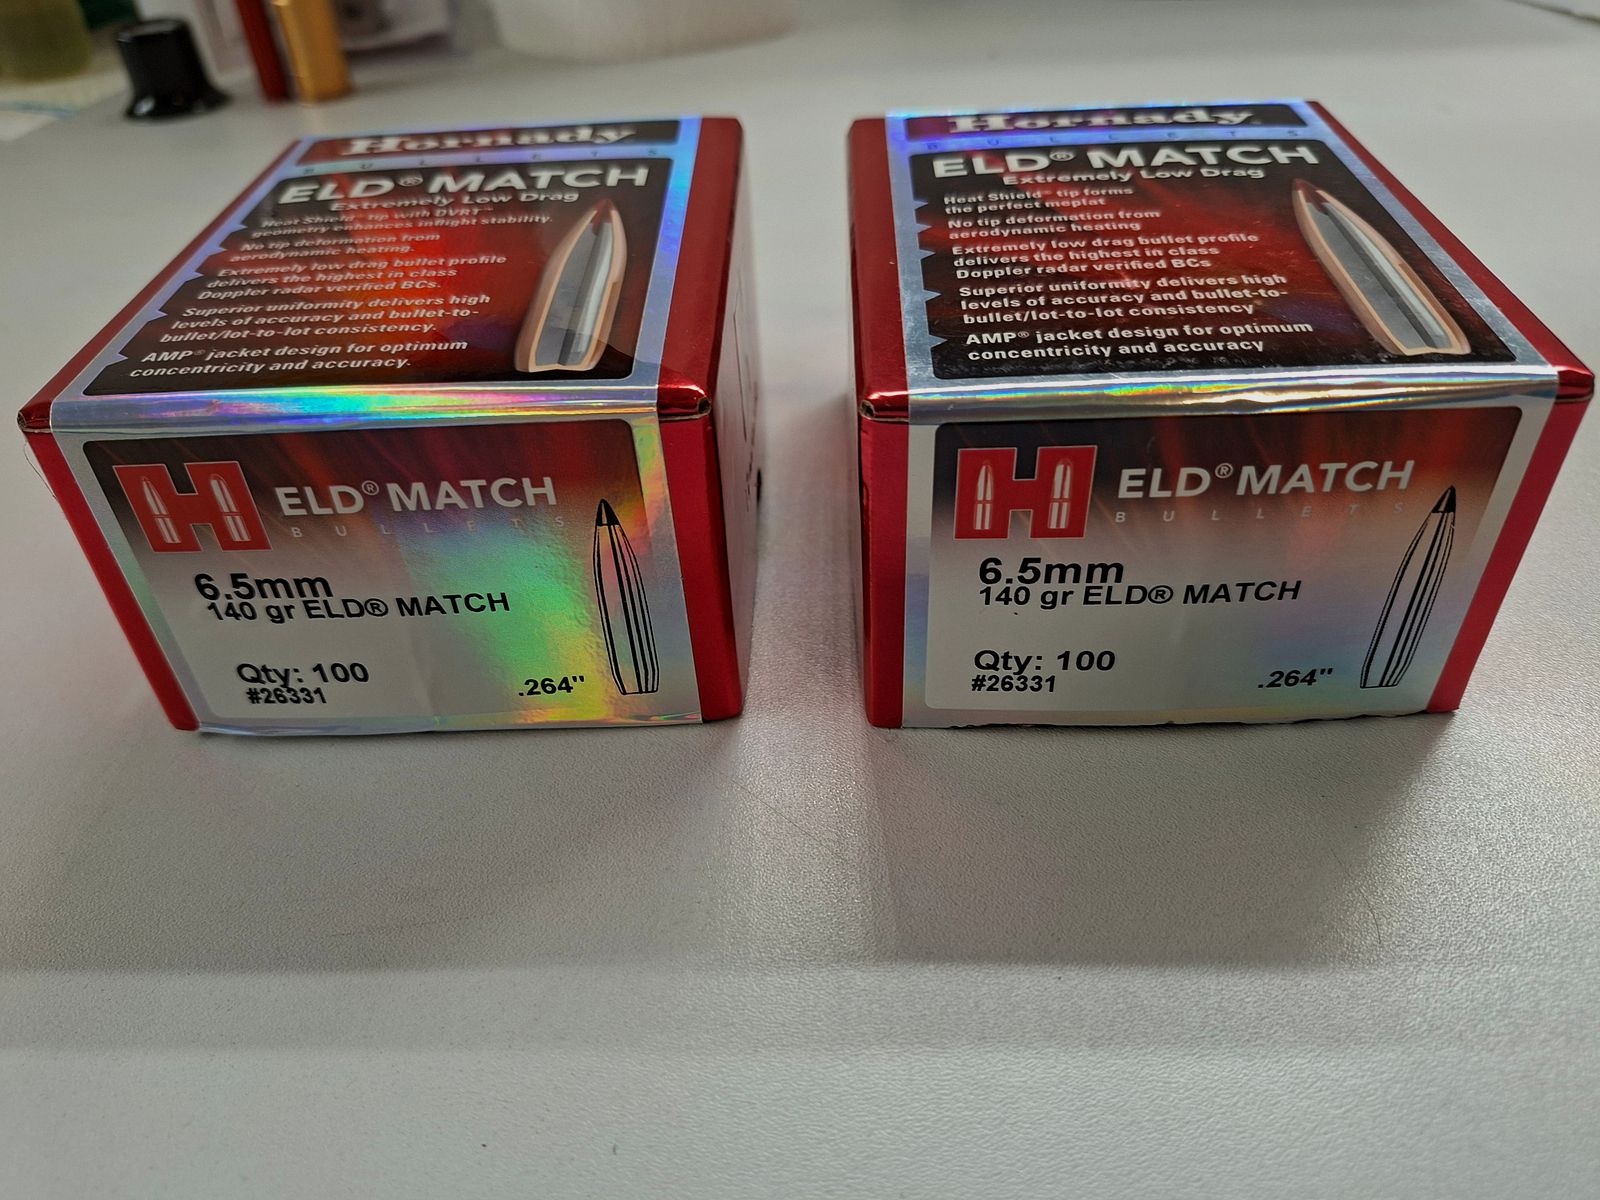 Hornady
BULLETS
ELD® MATCH
Extremely Low Drag
Heat Shield™ tip with DVRT™
geometry enhances inflight stability.
No tip deformation from
aerodynamic heating.
Extremely low drag bullet profile
delivers the highest in class
Doppler radar verified BCs.
Superior uniformity delivers high
levels of accuracy and bullet-to-
bullet/lot-to-lot consistency.
AMP® jacket design for optimum
concentricity and accuracy.
H ELD® MATCH
BULLETS
6.5mm
140 gr ELD® MATCH
Qty: 100
#26331
.264"
Hornady
BULLETS
ELD® MATCH
Extremely Low Drag
Heat Shield™ tip forms
the perfect meplat
No tip deformation from
aerodynamic heating
Extremely low drag bullet profile
delivers the highest in class
Doppler radar verified BCs
Superior uniformity delivers high
levels of accuracy and bullet-to-
bullet/lot-to-lot consistency
AMP® jacket design for optimum
concentricity and accuracy
H ELD® MATCH
BULLETS
6.5mm
140 gr ELD® MATCH
Qty: 100
#26331
.264"